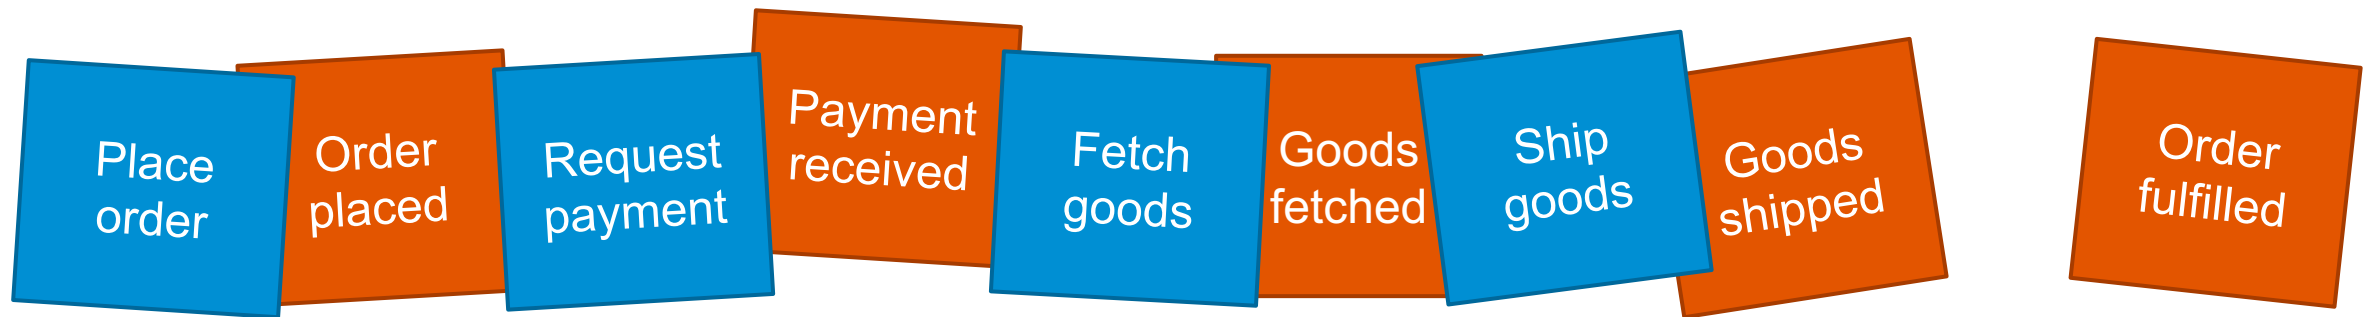 Place
order
Order
placed
Request
payment
Payment
received
Fetch
goods
Goods
fetched
Ship
goods
Goods
shipped
Order
fulfilled